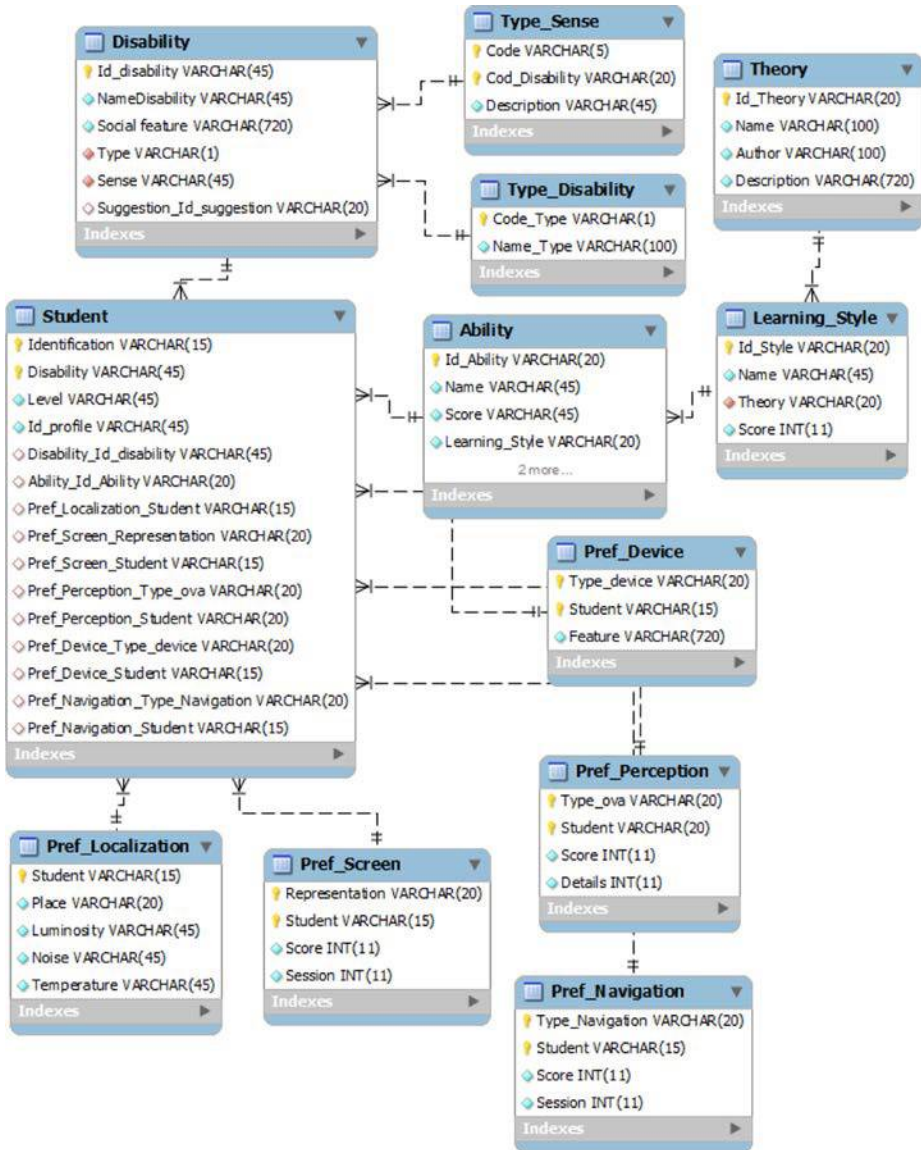 Disability
Id_disability VARCHAR(45)
NameDisability VARCHAR(45)
Social feature VARCHAR(720)
Type VARCHAR(1)
Sense VARCHAR(45)
Suggestion_Id_suggestion VARCHAR(20)
Indexes
Type_Sense
Code VARCHAR(5)
Cod_Disability VARCHAR(20)
Description VARCHAR(45)
Indexes
Theory
Id_Theory VARCHAR(20)
Name VARCHAR(100)
Author VARCHAR(100)
Description VARCHAR(720)
Indexes
Type_Disability
Code_Type VARCHAR(1)
Name_Type VARCHAR(100)
Indexes
Student
Identification VARCHAR(15)
Disability VARCHAR(45)
Level VARCHAR(45)
Id_profile VARCHAR(45)
Disability_Id_disability VARCHAR(45)
Ability_Id_Ability VARCHAR(20)
Pref_Localization_Student VARCHAR(15)
Pref_Screen_Representation VARCHAR(20)
Pref_Screen_Student VARCHAR(15)
Pref_Perception_Type_ova VARCHAR(20)
Pref_Perception_Student VARCHAR(20)
Pref_Device_Type_device VARCHAR(20)
Pref_Device_Student VARCHAR(15)
Pref_Navigation_Type_Navigation VARCHAR(20)
Pref_Navigation_Student VARCHAR(15)
Indexes
Ability
Id_Ability VARCHAR(20)
Name VARCHAR(45)
Score VARCHAR(45)
Learning_Style VARCHAR(20)
2 more...
Indexes
Learning_Style
Id_Style VARCHAR(20)
Name VARCHAR(45)
Theory VARCHAR(20)
Score INT(11)
Indexes
Pref_Device
Type_device VARCHAR(20)
Student VARCHAR(15)
Feature VARCHAR(720)
Indexes
Pref_Perception
Type_ova VARCHAR(20)
Student VARCHAR(20)
Score INT(11)
Details INT(11)
Indexes
Pref_Localization
Student VARCHAR(15)
Place VARCHAR(20)
Luminosity VARCHAR(45)
Noise VARCHAR(45)
Temperature VARCHAR(45)
Indexes
Pref_Screen
Representation VARCHAR(20)
Student VARCHAR(15)
Score INT(11)
Session INT(11)
Indexes
Pref_Navigation
Type_Navigation VARCHAR(20)
Student VARCHAR(15)
Score INT(11)
Session INT(11)
Indexes